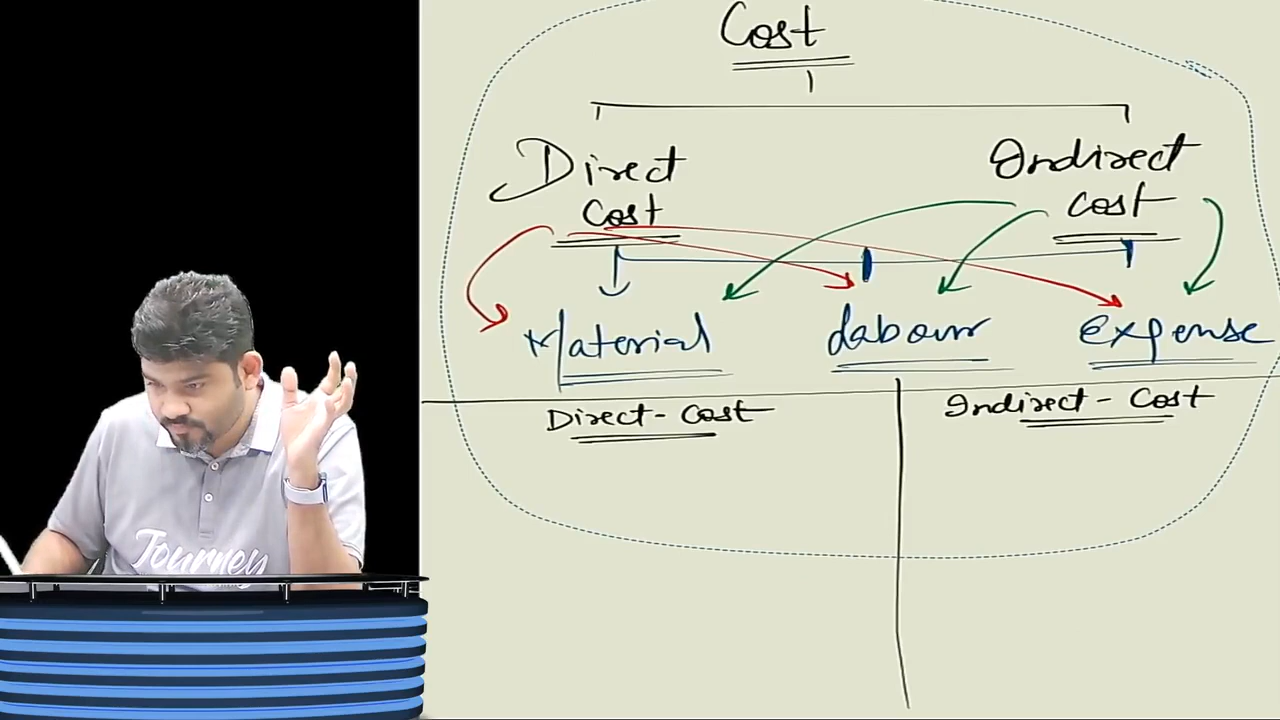 Cost
Direct
Cost
Indirect
cost
Material
Labour
Expense
Direct-Cost
Indirect-Cost
Journey